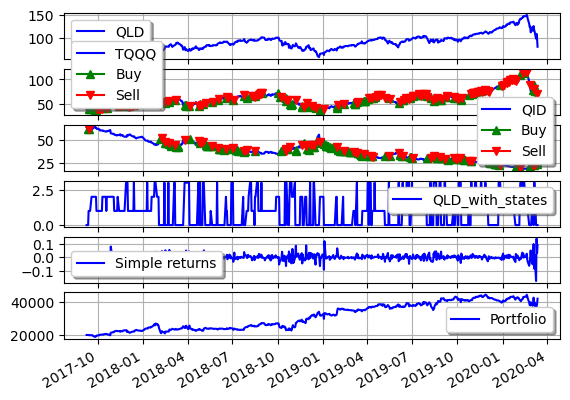 150
100
QLD
TQQQ
Buy
Sell
100
50
QID
Buy
Sell
50
25
2.5
0.0
QLD_with_states
0.1
0.0
−0.1
Simple returns
40000
20000
Portfolio
2017-10
2018-01
2018-04
2018-07
2018-10
2019-01
2019-04
2019-07
2019-10
2020-01
2020-04